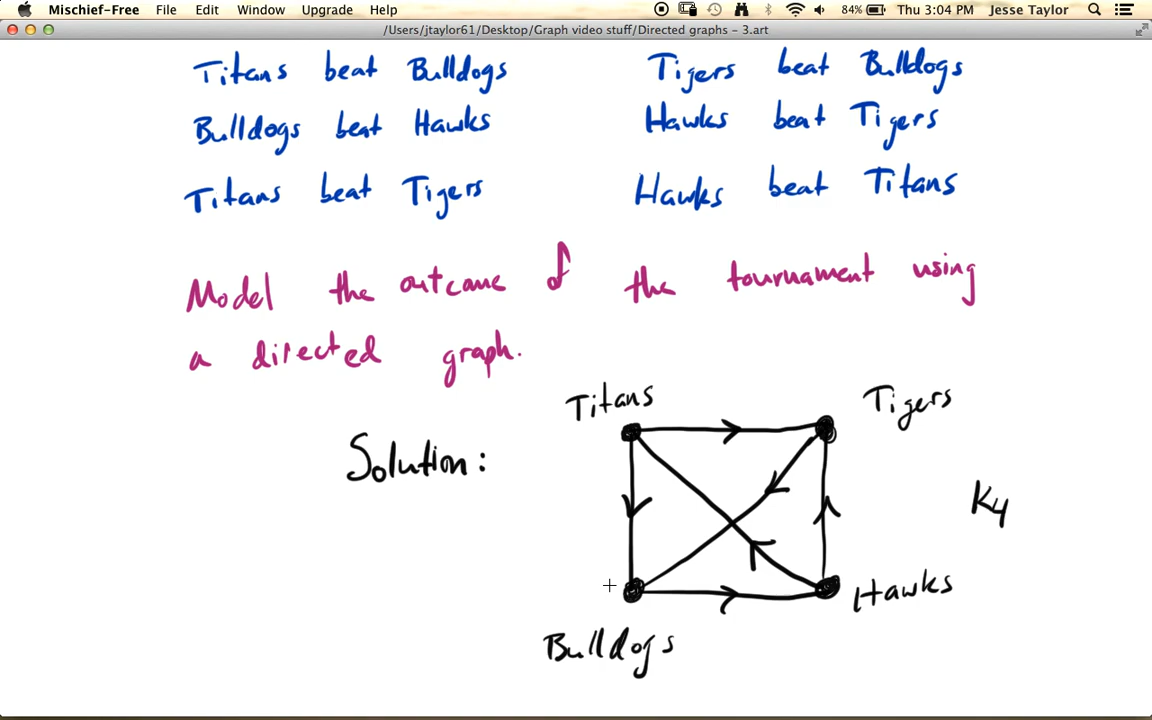 Mischief-Free File Edit Window Upgrade Help 84% Thu 3:04 PM Jesse Taylor
/Users/jtaylor61/Desktop/Graph video stuff/Directed graphs - 3.art
Titans beat Bulldogs Tigers beat Bulldogs
Bulldogs beat Hawks Hawks beat Tigers
Titans beat Tigers Hawks beat Titans
Model the outcome of the tournament using
a directed graph.
Titans Tigers
Solution:
K4
Hawks
Bulldogs